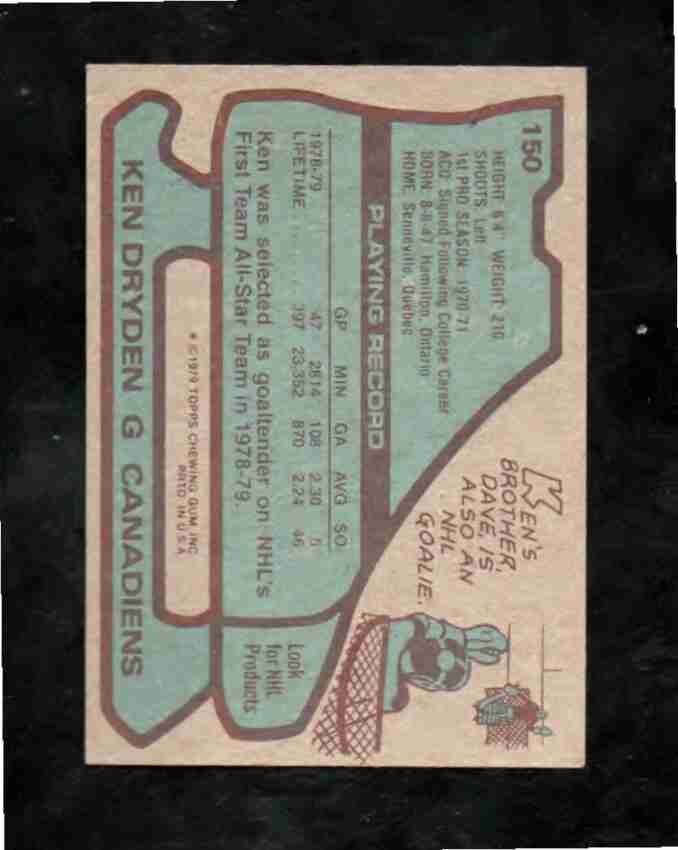 150
HEIGHT: 6'4" WEIGHT: 210
SHOOTS: Left
1st PRO SEASON: 1970-71
ACQ: Signed Following College Career
BORN: 8-8-47 Hamilton, Ontario
HOME: Senneville, Quebec
KEN'S
BROTHER,
DAVE, IS
ALSO AN
NHL
GOALIE.
PLAYING RECORD
GP MIN GA AVG SO
1978-79 47 2814 108 2.30 5
LIFETIME 397 23,352 870 2.24 46
Ken was selected as goaltender on NHL's
First Team All-Star Team in 1978-79.
Look
for NHL
Products
* ©1979 TOPPS CHEWING GUM, INC.
PRTD. IN U.S.A.
KEN DRYDEN G CANADIENS